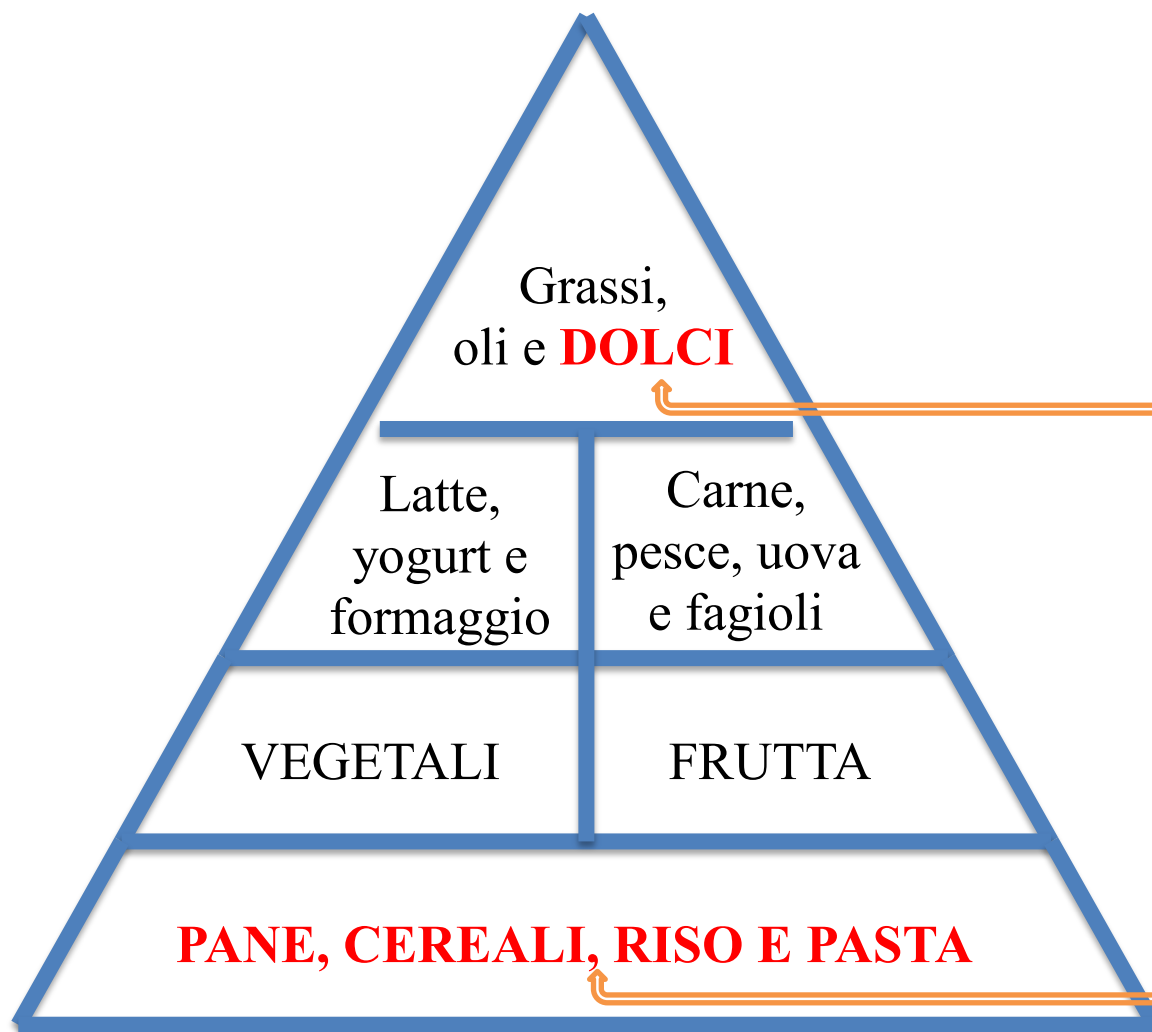 Grassi,
oli e DOLCI
Latte,
yogurt e
formaggio
Carne,
pesce, uova
e fagioli
VEGETALI
FRUTTA
PANE, CEREALI, RISO E PASTA